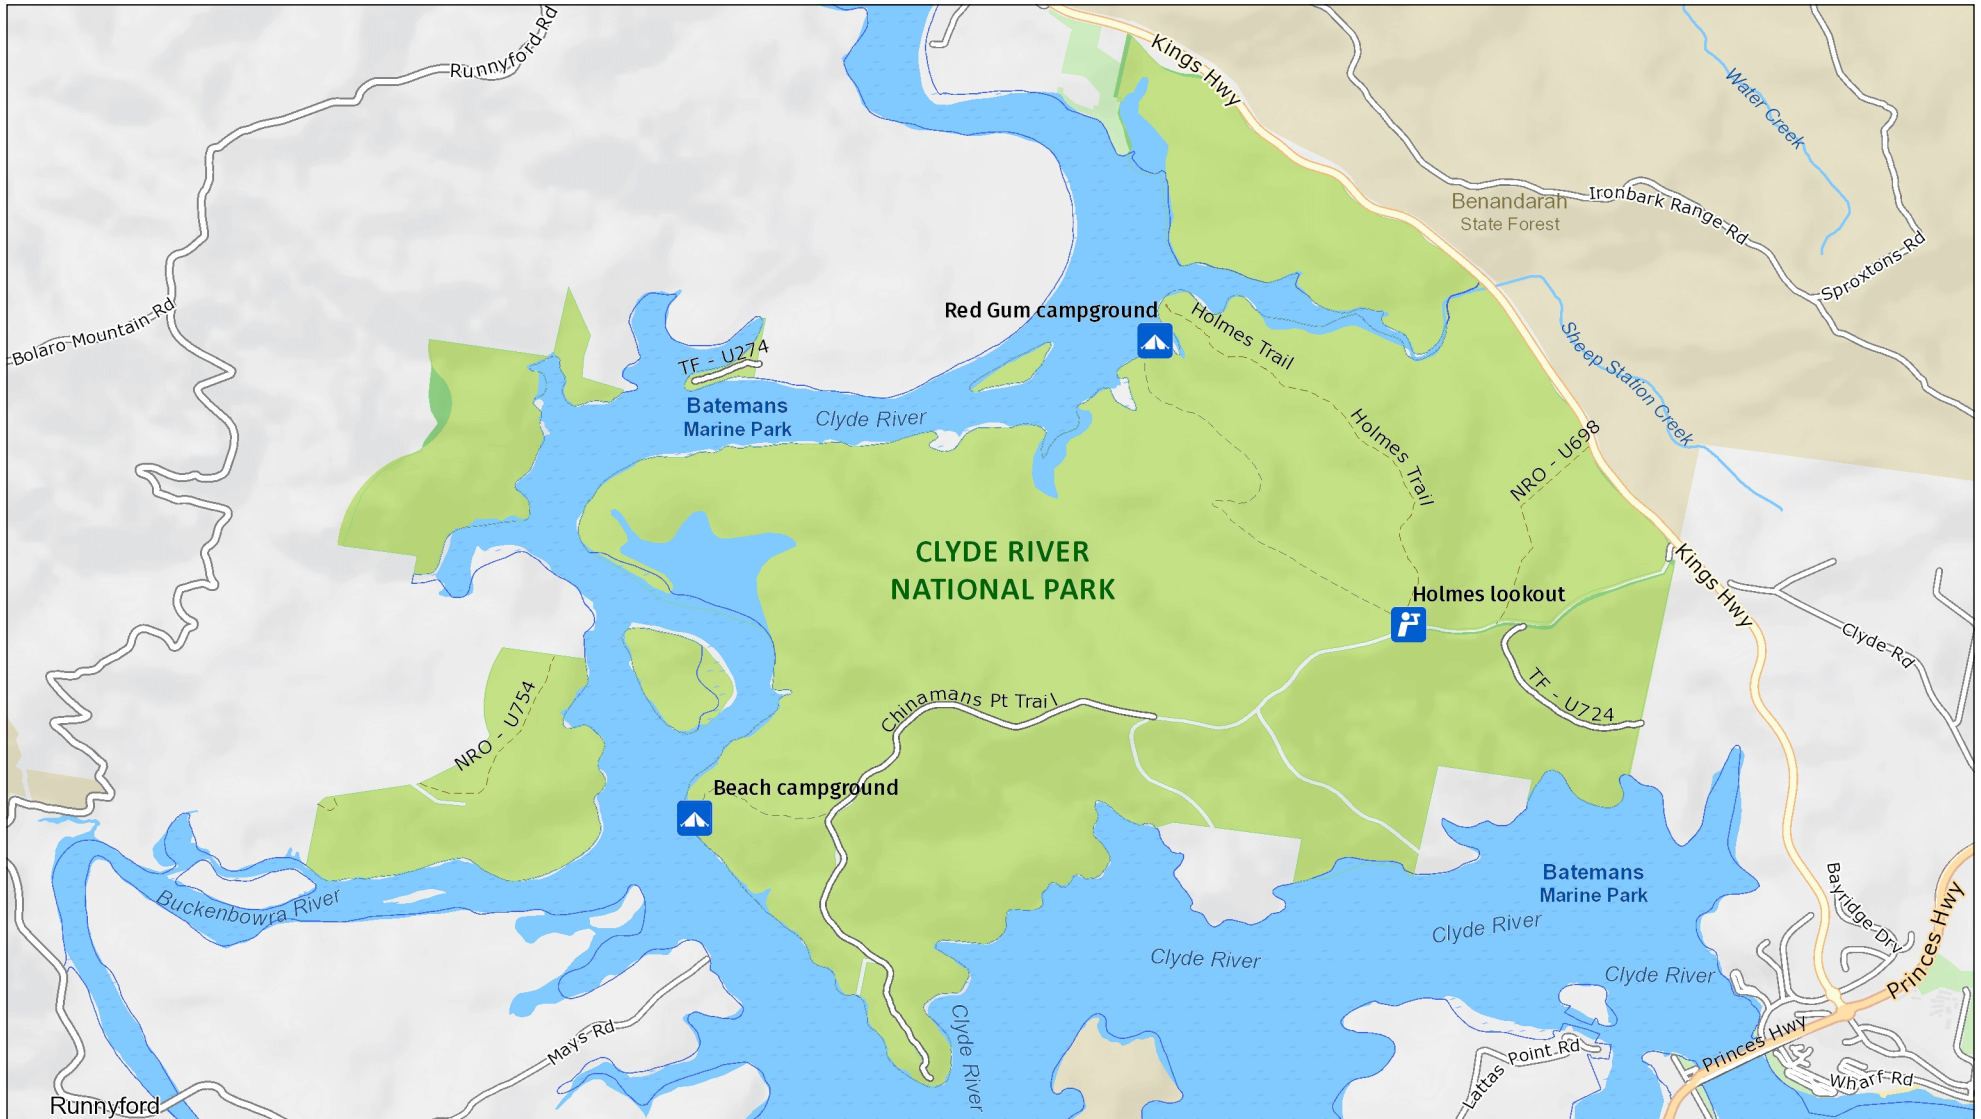 Runnyford Rd
Kings Hwy
Water Creek
Benandarah
State Forest
Ironbark Range Rd
Sproxtons Rd
Bolaro Mountain Rd
Red Gum campground
Holmes Trail
TF - U274
Sheep Station Creek
Batemans
Marine Park
Clyde River
Holmes Trail
NRO - U698
CLYDE RIVER
NATIONAL PARK
Holmes lookout
Kings Hwy
Clyde Rd
NRO - U754
Chinamans Pt Trail
TF - U724
Beach campground
Batemans
Marine Park
Buckenbowra River
Clyde River
Clyde River
Clyde River
Bayridge Drv
Princes Hwy
Clyde River
Mays Rd
Lattas Point Rd
Princes Hwy
Wharf Rd
Runnyford